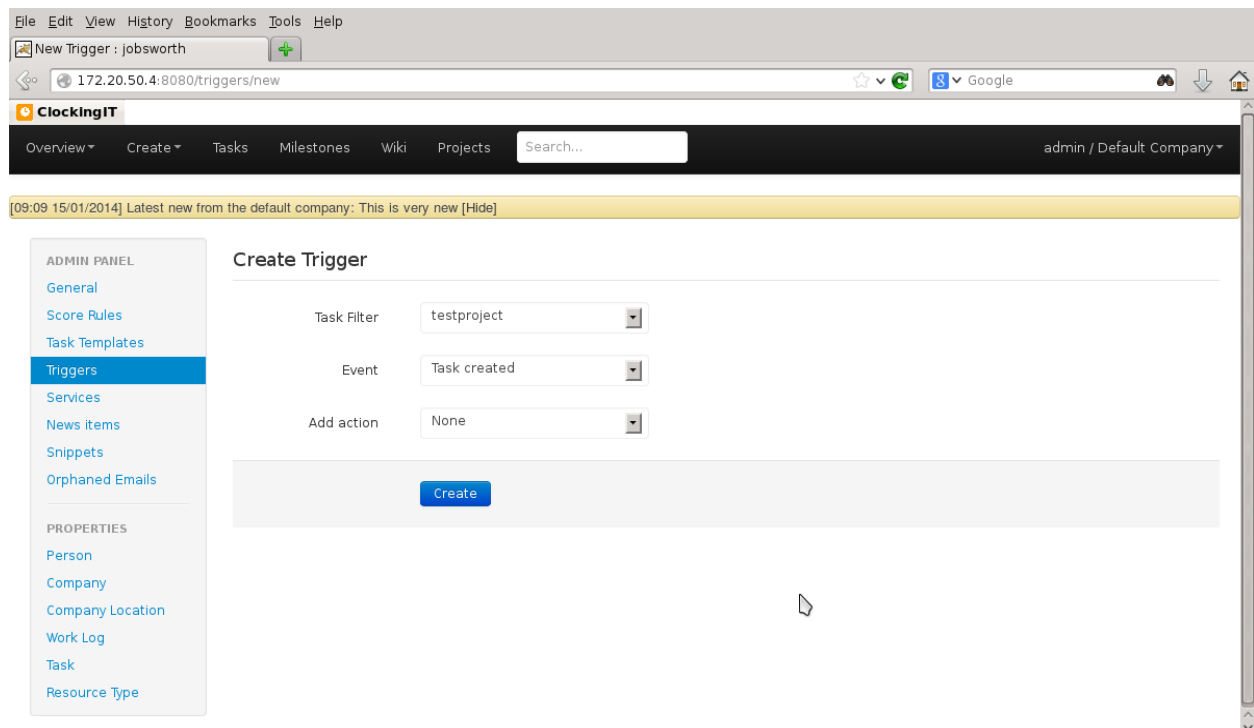 File Edit View History Bookmarks Tools Help
New Trigger : jobsworth
172.20.50.4:8080/triggers/new
8
Google
ClockingIT
Overview Create Tasks Milestones Wiki Projects Search... admin / Default Company
[09:09 15/01/2014] Latest new from the default company: This is very new [Hide]
ADMIN PANEL
General
Score Rules
Task Templates
Triggers
Services
News items
Snippets
Orphaned Emails
PROPERTIES
Person
Company
Company Location
Work Log
Task
Resource Type
Create Trigger
Task Filter testproject
Event Task created
Add action None
Create